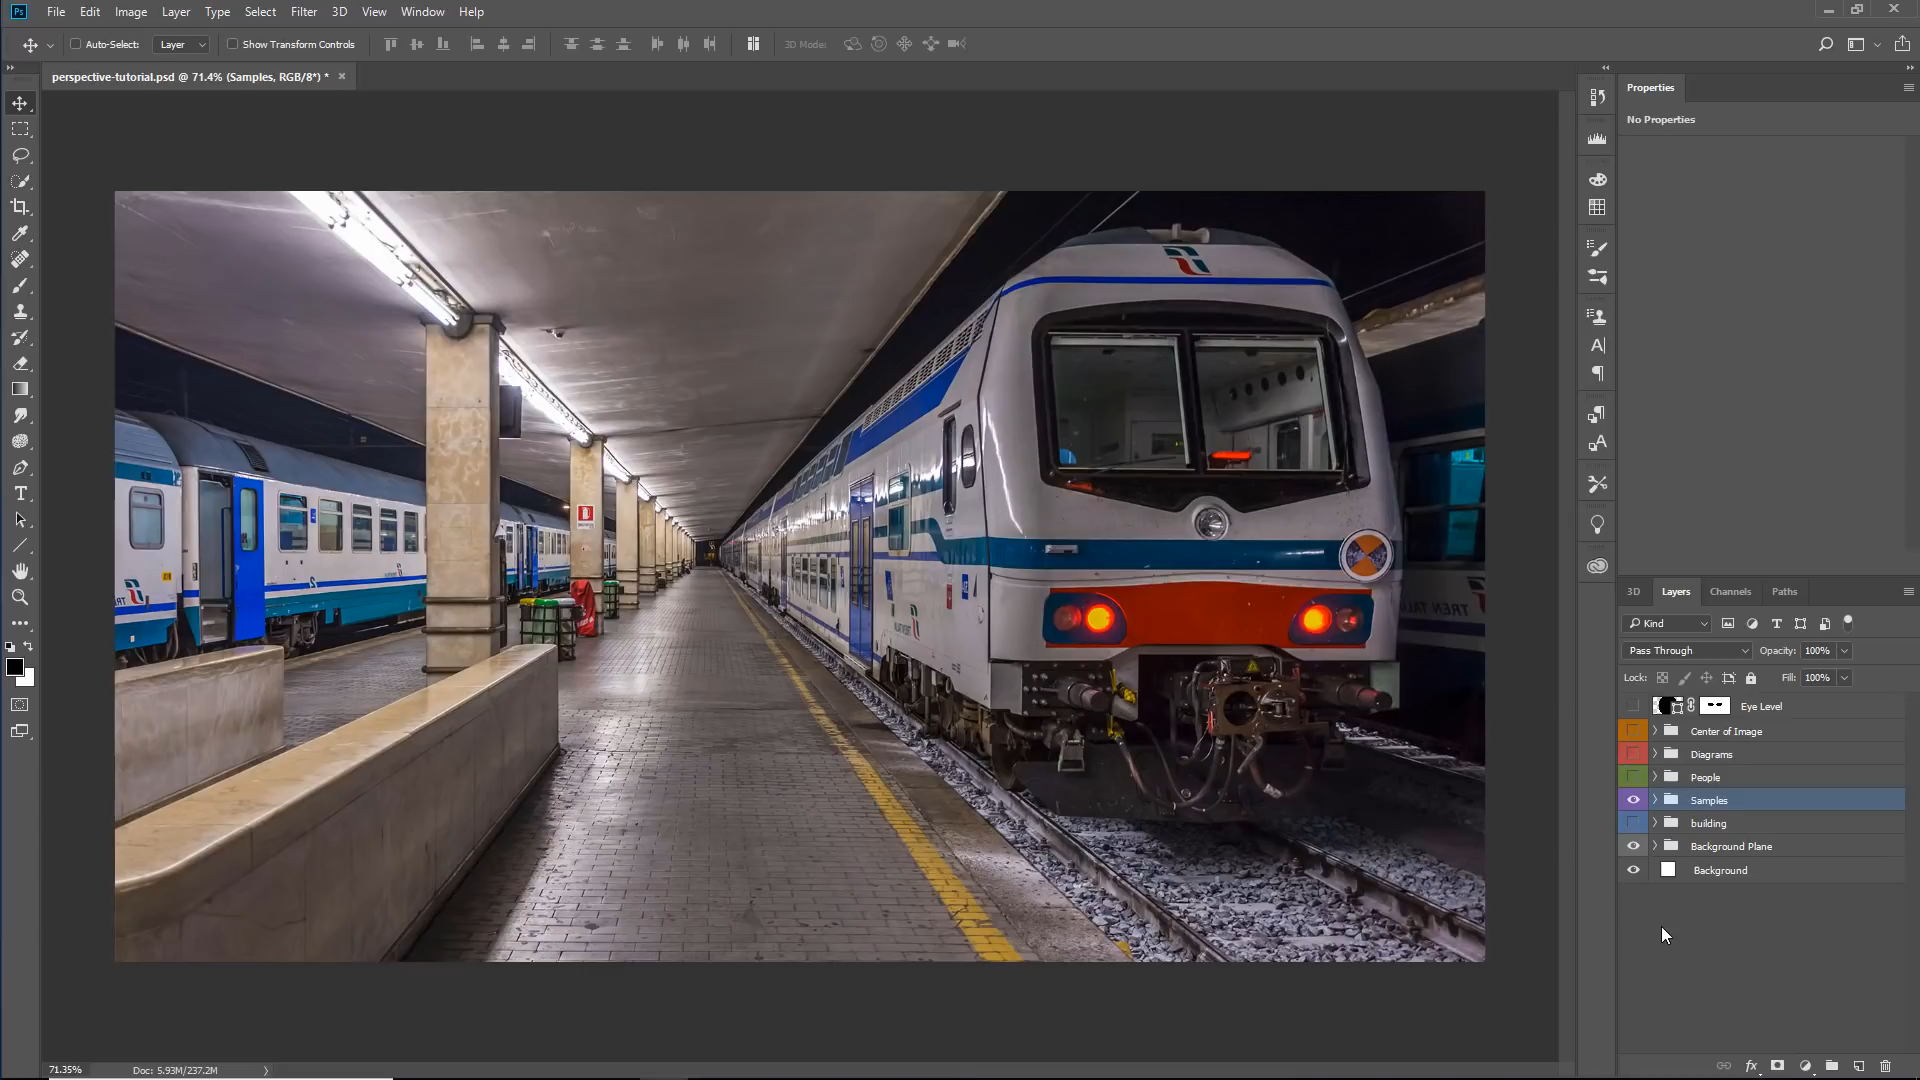 Ps File Edit Image Layer Type Select Filter 3D View Window Help
Auto-Select: Layer Show Transform Controls 3D Mode:
perspective-tutorial.psd @ 71.4% (Samples, RGB/8*) *
Properties
No Properties
3D Layers Channels Paths
Kind
Pass Through Opacity: 100%
Lock: Fill: 100%
Eye Level
Center of Image
Diagrams
People
Samples
building
Background Plane
Background
71.35% Doc: 5.93M/237.2M